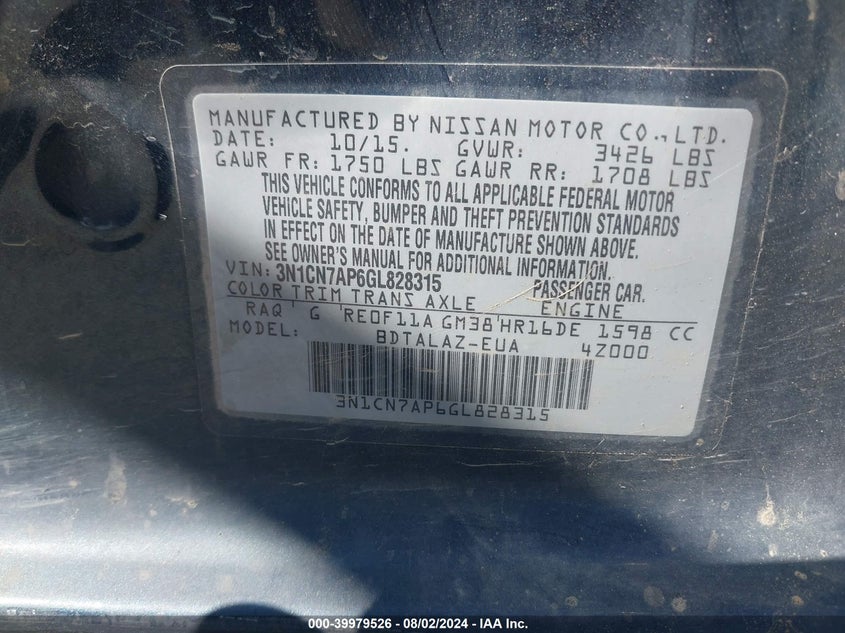 MANUFACTURED BY NISSAN MOTOR CO., LTD.
DATE: 10/15. GVWR: 3426 LBS
GAWR FR: 1750 LBS GAWR RR: 1708 LBS
THIS VEHICLE CONFORMS TO ALL APPLICABLE FEDERAL MOTOR
VEHICLE SAFETY, BUMPER AND THEFT PREVENTION STANDARDS
IN EFFECT ON THE DATE OF MANUFACTURE SHOWN ABOVE.
SEE OWNER'S MANUAL FOR ADDITIONAL INFORMATION.
VIN: 3N1CN7AP6GL828315 PASSENGER CAR.
COLOR TRIM TRANS AXLE ENGINE
RAQ G RE0F11A GM38 HR16DE 1598 CC
MODEL: BDTALAZ-EUA 4Z000
3N1CN7AP6GL828315
000-39979526 - 08/02/2024 - IAA Inc.